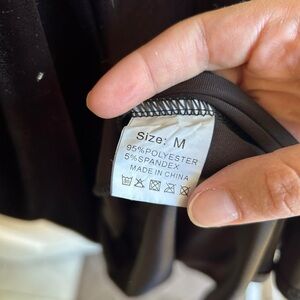 Size: M
95%POLYESTER
5%SPANDEX
MADE IN CHINA